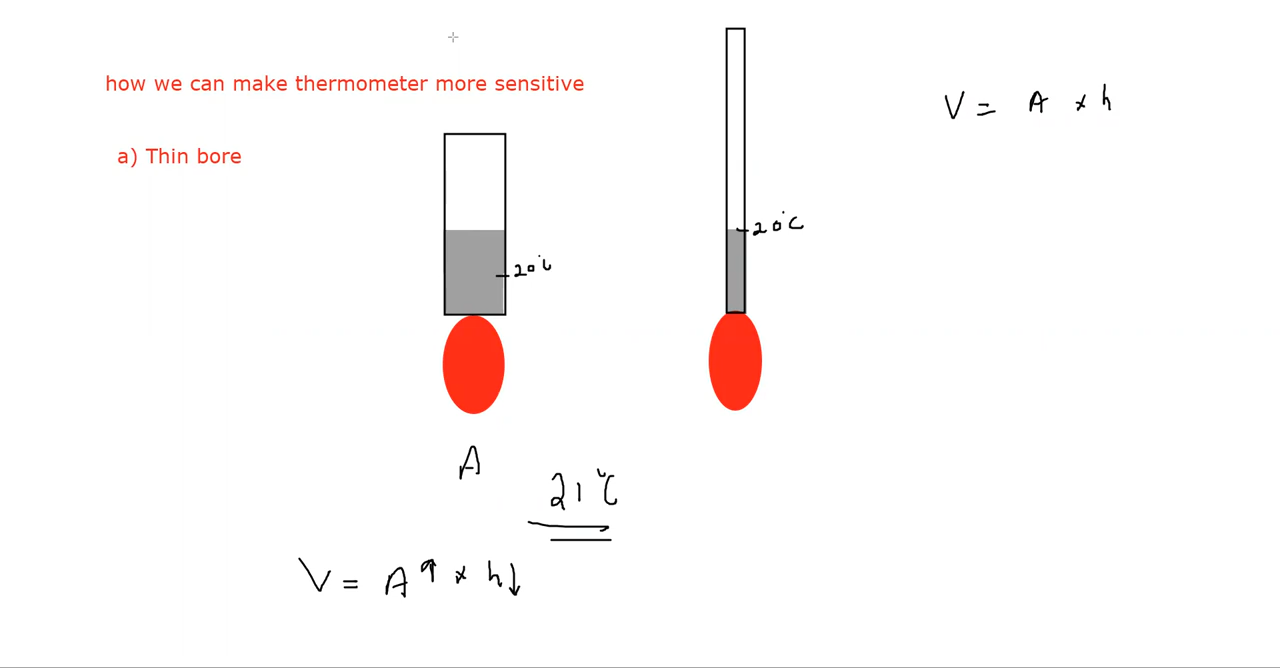 how we can make thermometer more sensitive
V = A × h
a) Thin bore
20°C
20°C
A
21°C
V = A↑ × h↓